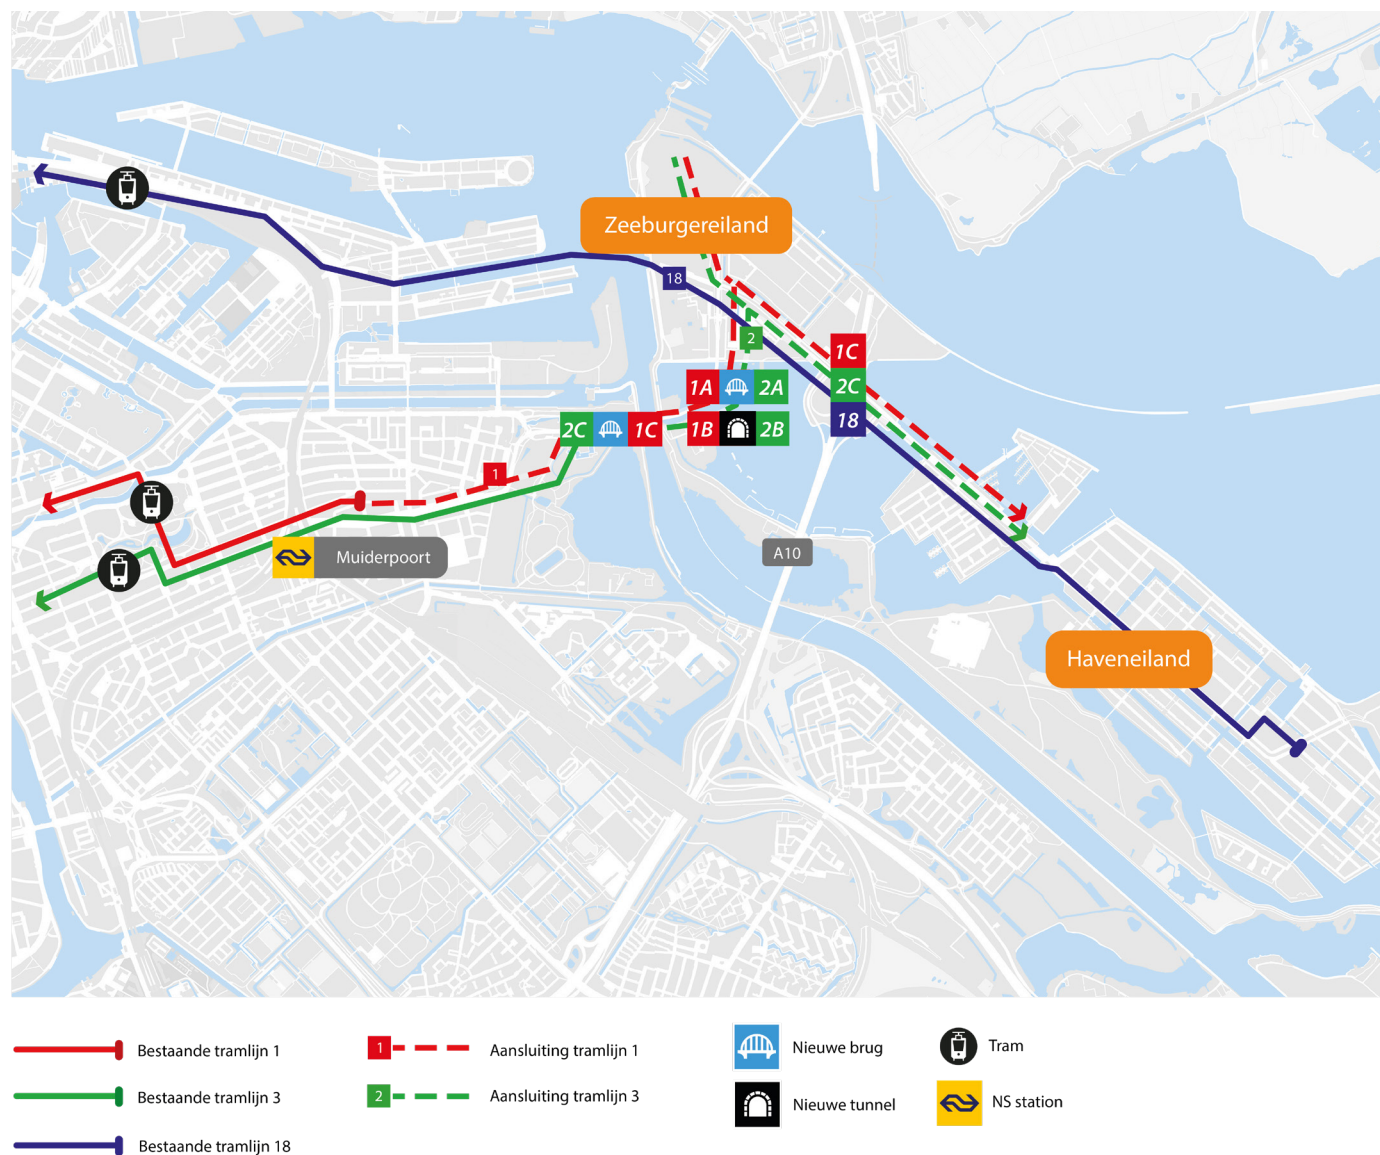 Zeeburgereiland
18
2
1C
2C
18
1A
2A
2C
1C
1B
2B
1
Muiderpoort
A10
Haveneiland
Bestaande tramlijn 1
1
Aansluiting tramlijn 1
Nieuwe brug
Tram
Bestaande tramlijn 3
2
Aansluiting tramlijn 3
Nieuwe tunnel
NS station
Bestaande tramlijn 18